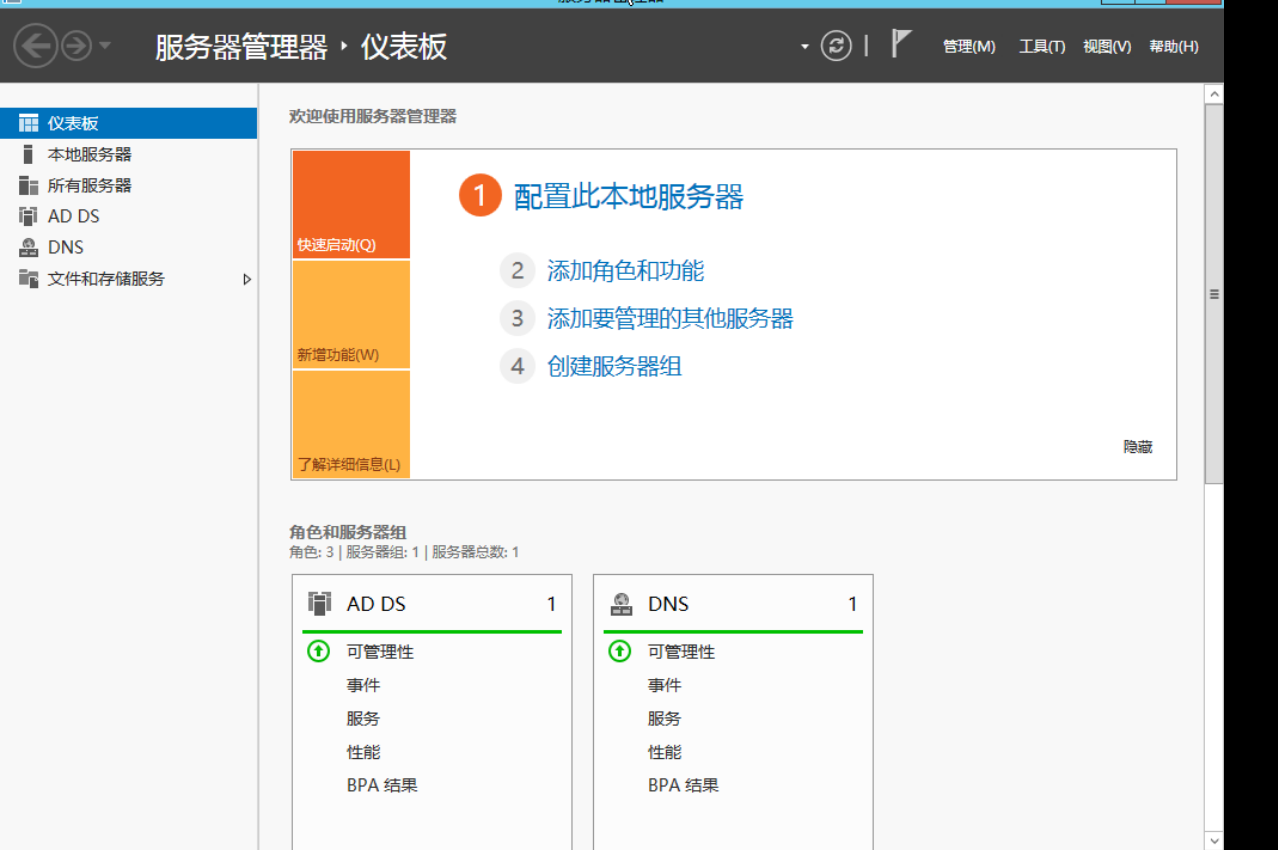 服务器管理器 ‣ 仪表板
管理(M) 工具(T) 视图(V) 帮助(H)
仪表板
本地服务器
所有服务器
AD DS
DNS
文件和存储服务
欢迎使用服务器管理器
快速启动(Q)
新增功能(W)
了解详细信息(L)
1 配置此本地服务器
2 添加角色和功能
3 添加要管理的其他服务器
4 创建服务器组
隐藏
角色和服务器组
角色: 3 | 服务器组: 1 | 服务器总数: 1
AD DS 1
可管理性
事件
服务
性能
BPA 结果
DNS 1
可管理性
事件
服务
性能
BPA 结果